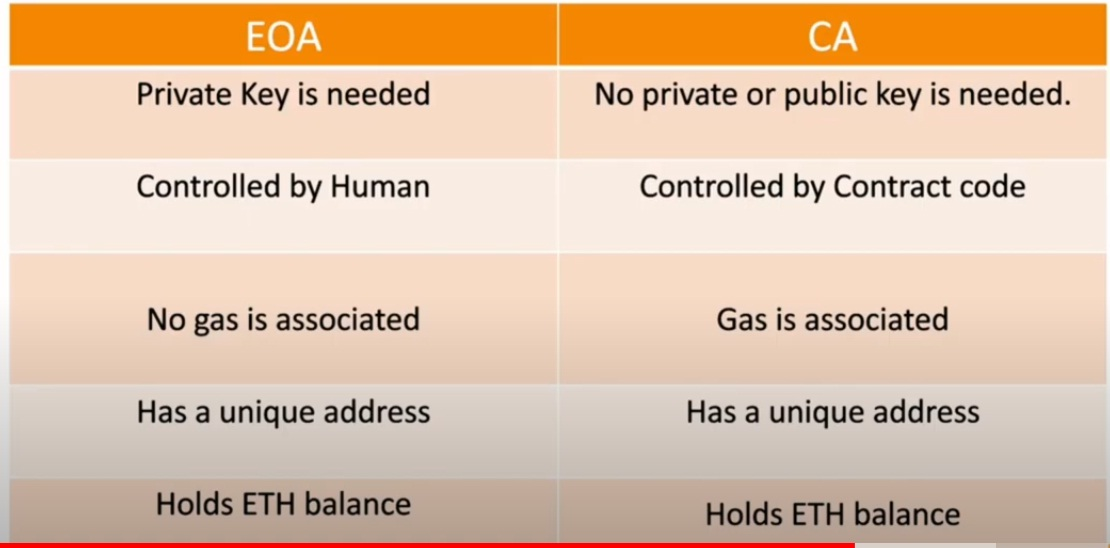 EOA
CA
Private Key is needed
No private or public key is needed.
Controlled by Human
Controlled by Contract code
No gas is associated
Gas is associated
Has a unique address
Has a unique address
Holds ETH balance
Holds ETH balance